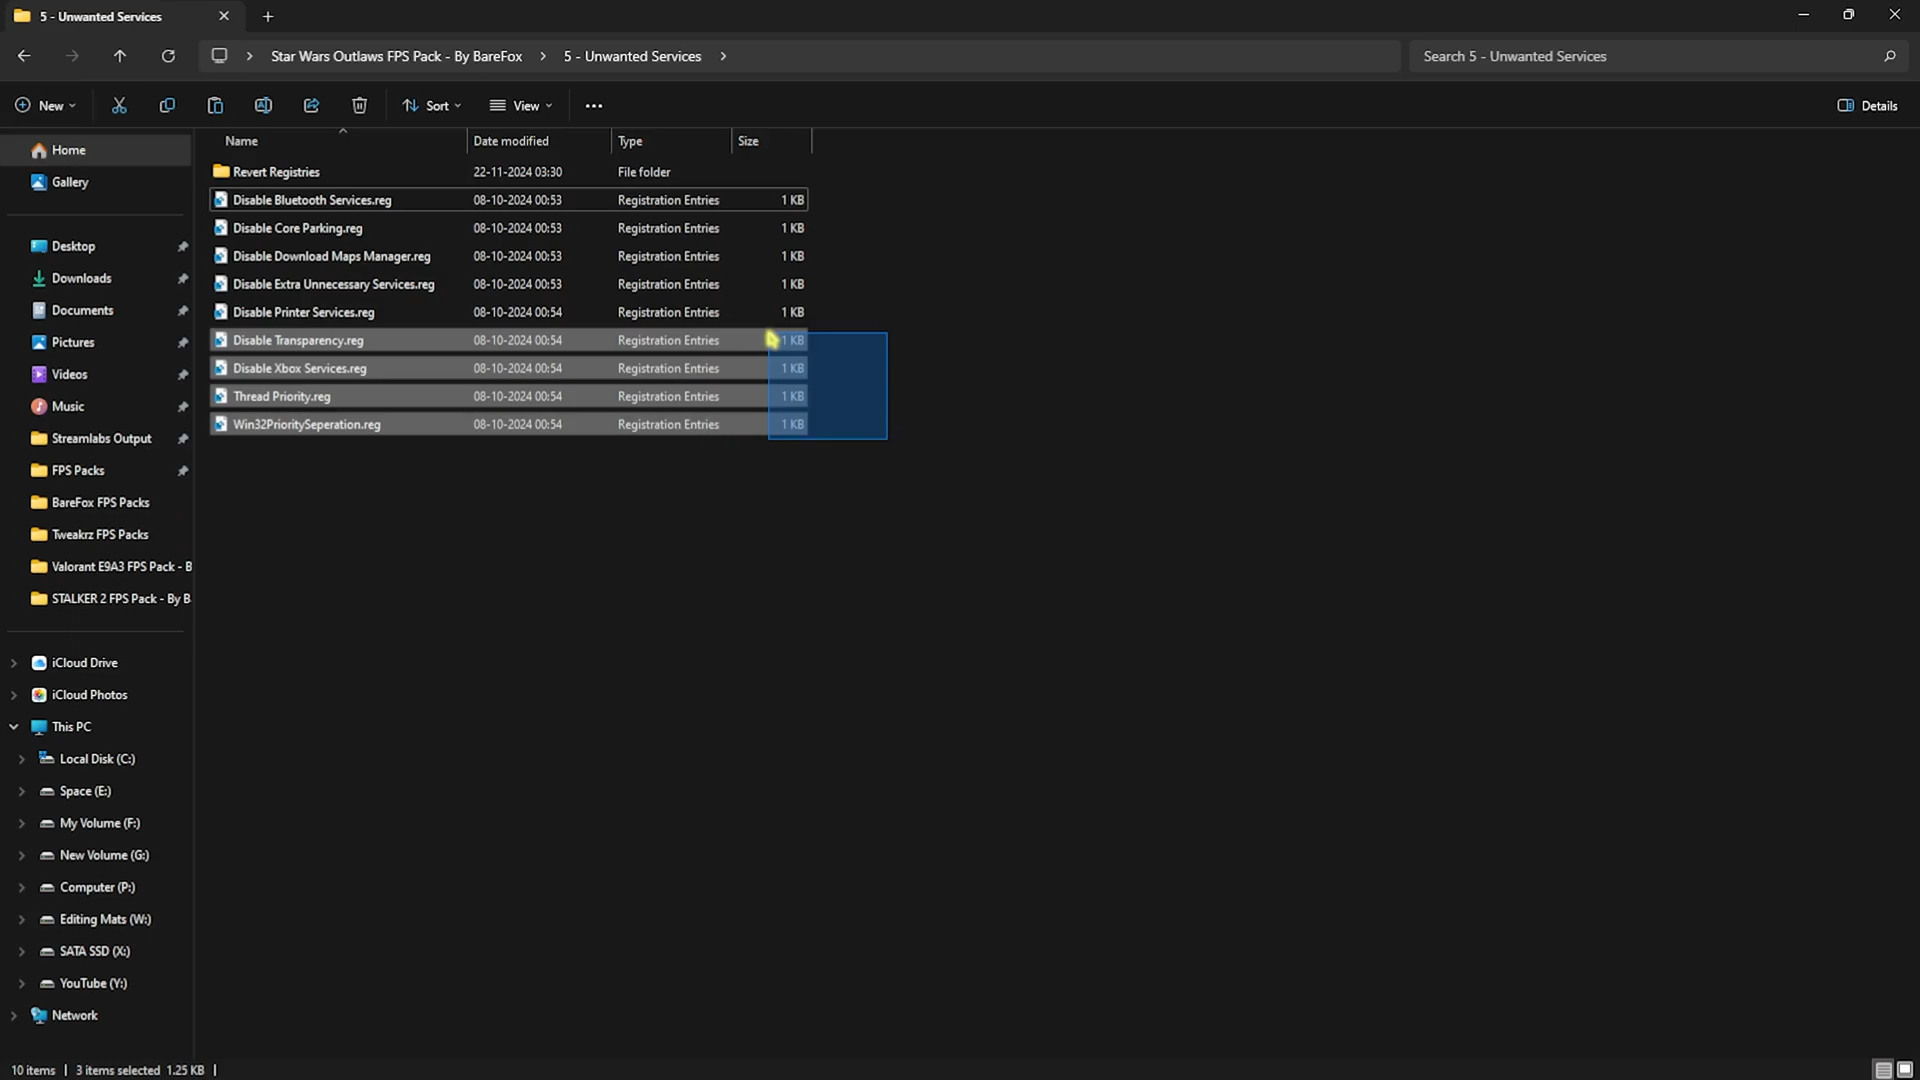 5 - Unwanted Services
Star Wars Outlaws FPS Pack - By BareFox
5 - Unwanted Services
Search 5 - Unwanted Services
New
Sort
View
Details
Name
Date modified
Type
Size
Home
Gallery
Desktop
Downloads
Documents
Pictures
Videos
Music
Streamlabs Output
FPS Packs
BareFox FPS Packs
Tweakrz FPS Packs
Valorant E9A3 FPS Pack - B
STALKER 2 FPS Pack - By B
iCloud Drive
iCloud Photos
This PC
Local Disk (C:)
Space (E:)
My Volume (F:)
New Volume (G:)
Computer (P:)
Editing Mats (W:)
SATA SSD (X:)
YouTube (Y:)
Network
Revert Registries 22-11-2024 03:30 File folder
Disable Bluetooth Services.reg 08-10-2024 00:53 Registration Entries 1 KB
Disable Core Parking.reg 08-10-2024 00:53 Registration Entries 1 KB
Disable Download Maps Manager.reg 08-10-2024 00:53 Registration Entries 1 KB
Disable Extra Unnecessary Services.reg 08-10-2024 00:53 Registration Entries 1 KB
Disable Printer Services.reg 08-10-2024 00:54 Registration Entries 1 KB
Disable Transparency.reg 08-10-2024 00:54 Registration Entries 1 KB
Disable Xbox Services.reg 08-10-2024 00:54 Registration Entries 1 KB
Thread Priority.reg 08-10-2024 00:54 Registration Entries 1 KB
Win32PrioritySeperation.reg 08-10-2024 00:54 Registration Entries 1 KB
10 items | 3 items selected 1.25 KB |